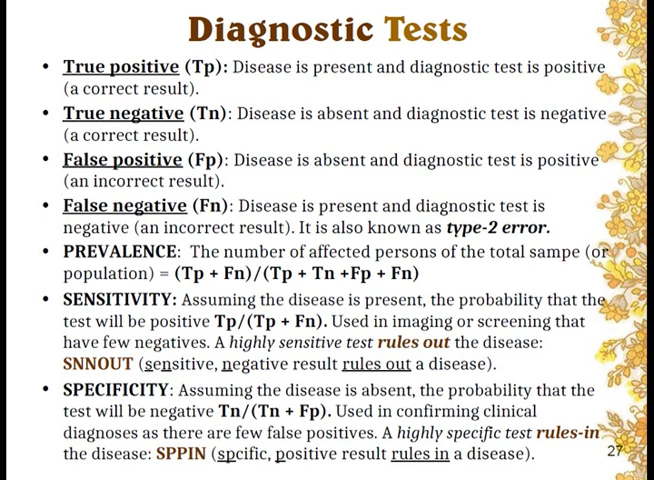 Diagnostic Tests
• True positive (Tp): Disease is present and diagnostic test is positive
(a correct result).
• True negative (Tn): Disease is absent and diagnostic test is negative
(a correct result).
• False positive (Fp): Disease is absent and diagnostic test is positive
(an incorrect result).
• False negative (Fn): Disease is present and diagnostic test is
negative (an incorrect result). It is also known as type-2 error.
• PREVALENCE: The number of affected persons of the total sampe (or
population) = (Tp + Fn)/(Tp + Tn +Fp + Fn)
• SENSITIVITY: Assuming the disease is present, the probability that the
test will be positive Tp/(Tp + Fn). Used in imaging or screening that
have few negatives. A highly sensitive test rules out the disease:
SNNOUT (sensitive, negative result rules out a disease).
• SPECIFICITY: Assuming the disease is absent, the probability that the
test will be negative Tn/(Tn + Fp). Used in confirming clinical
diagnoses as there are few false positives. A highly specific test rules-in
the disease: SPPIN (spcific, positive result rules in a disease).
27